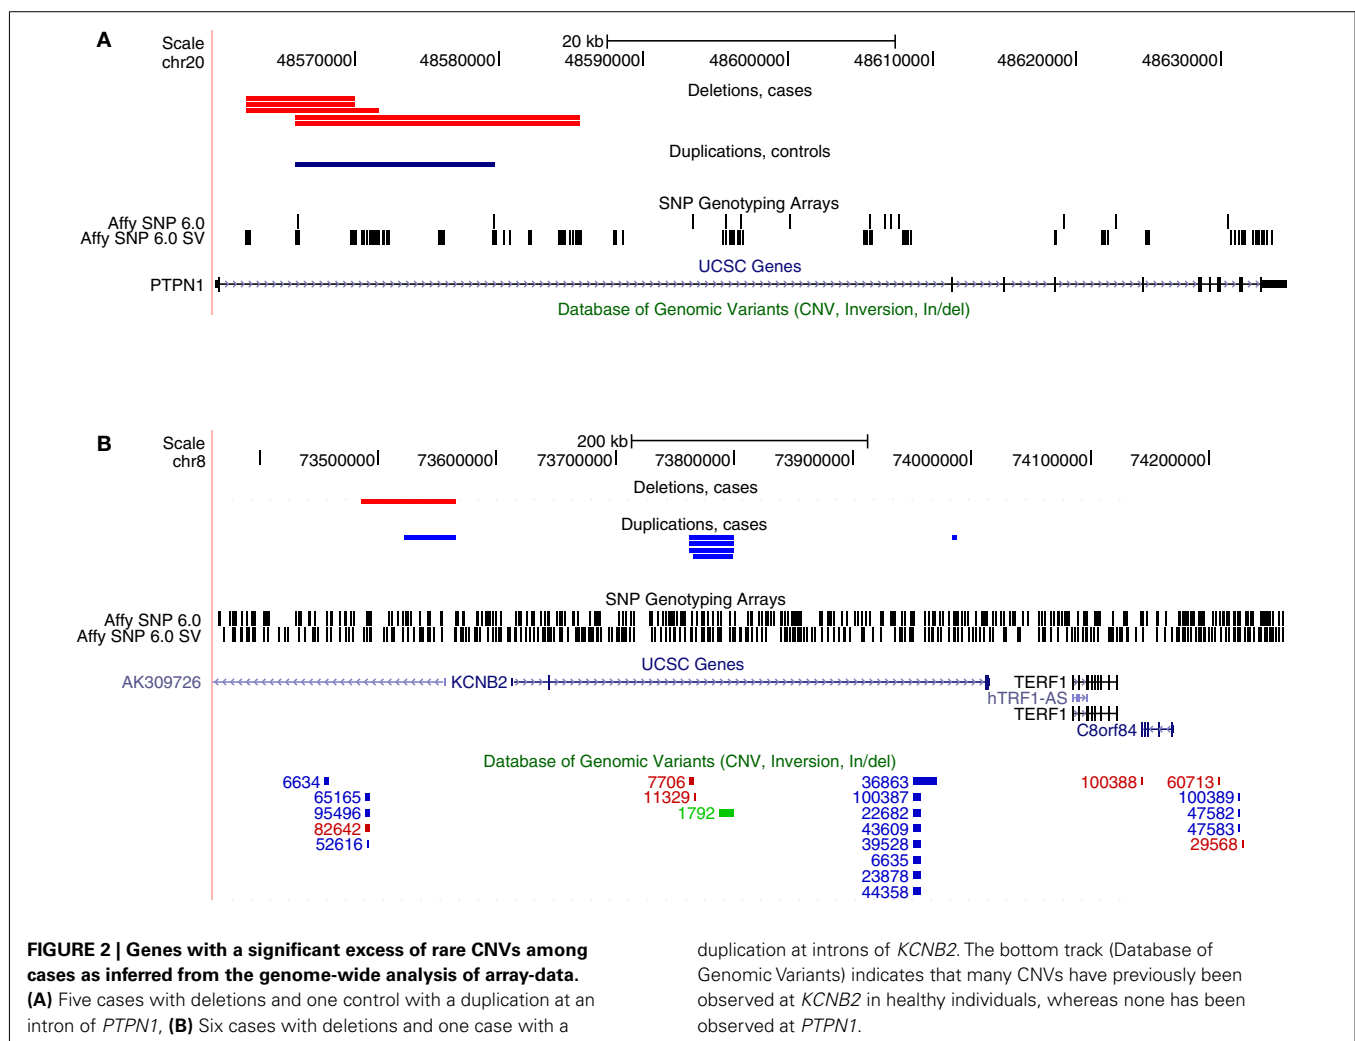 A
Scale
20 kb
chr20
48570000
48580000
48590000
48600000
48610000
48620000
48630000
Deletions, cases
Duplications, controls
SNP Genotyping Arrays
Affy SNP 6.0
Affy SNP 6.0 SV
UCSC Genes
PTPN1
Database of Genomic Variants (CNV, Inversion, In/del)
B
Scale
200 kb
chr8
73500000
73600000
73700000
73800000
73900000
74000000
74100000
74200000
Deletions, cases
Duplications, cases
SNP Genotyping Arrays
Affy SNP 6.0
Affy SNP 6.0 SV
UCSC Genes
AK309726
KCNB2
TERF1
hTRF1-AS
TERF1
C8orf84
Database of Genomic Variants (CNV, Inversion, In/del)
6634
7706
36863
100388
60713
65165
11329
100387
100389
95496
1792
22682
47582
82642
43609
47583
52616
39528
29568
6635
23878
44358
FIGURE 2 | Genes with a significant excess of rare CNVs among
cases as inferred from the genome-wide analysis of array-data.
(A) Five cases with deletions and one control with a duplication at an
intron of PTPN1, (B) Six cases with deletions and one case with a
duplication at introns of KCNB2. The bottom track (Database of
Genomic Variants) indicates that many CNVs have previously been
observed at KCNB2 in healthy individuals, whereas none has been
observed at PTPN1.